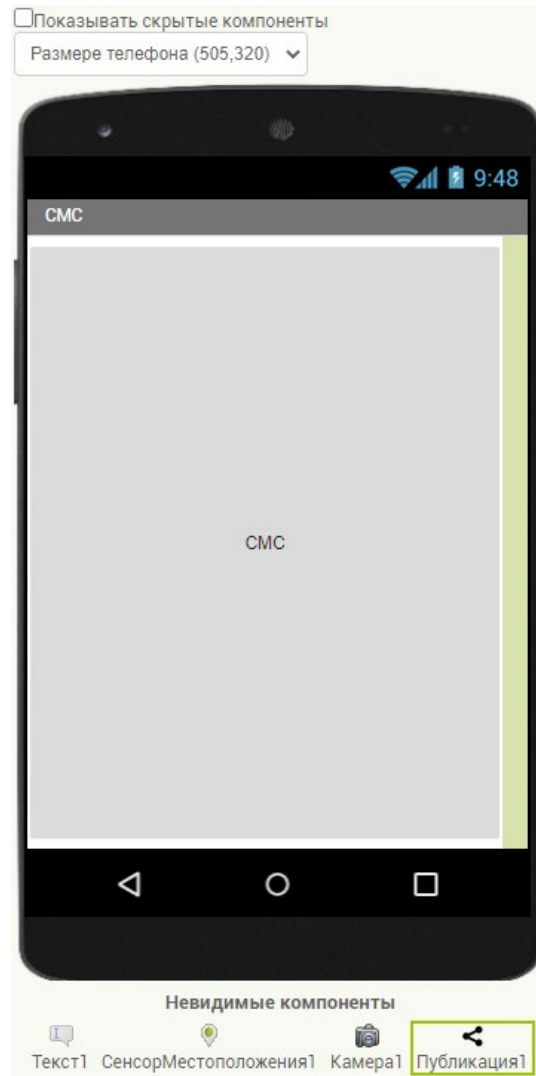 Показывать скрытые компоненты
Размере телефона (505,320)
9:48
СМС
СМС
Невидимые компоненты
Текст1 СенсорМестоположения1 Камера1 Публикация1